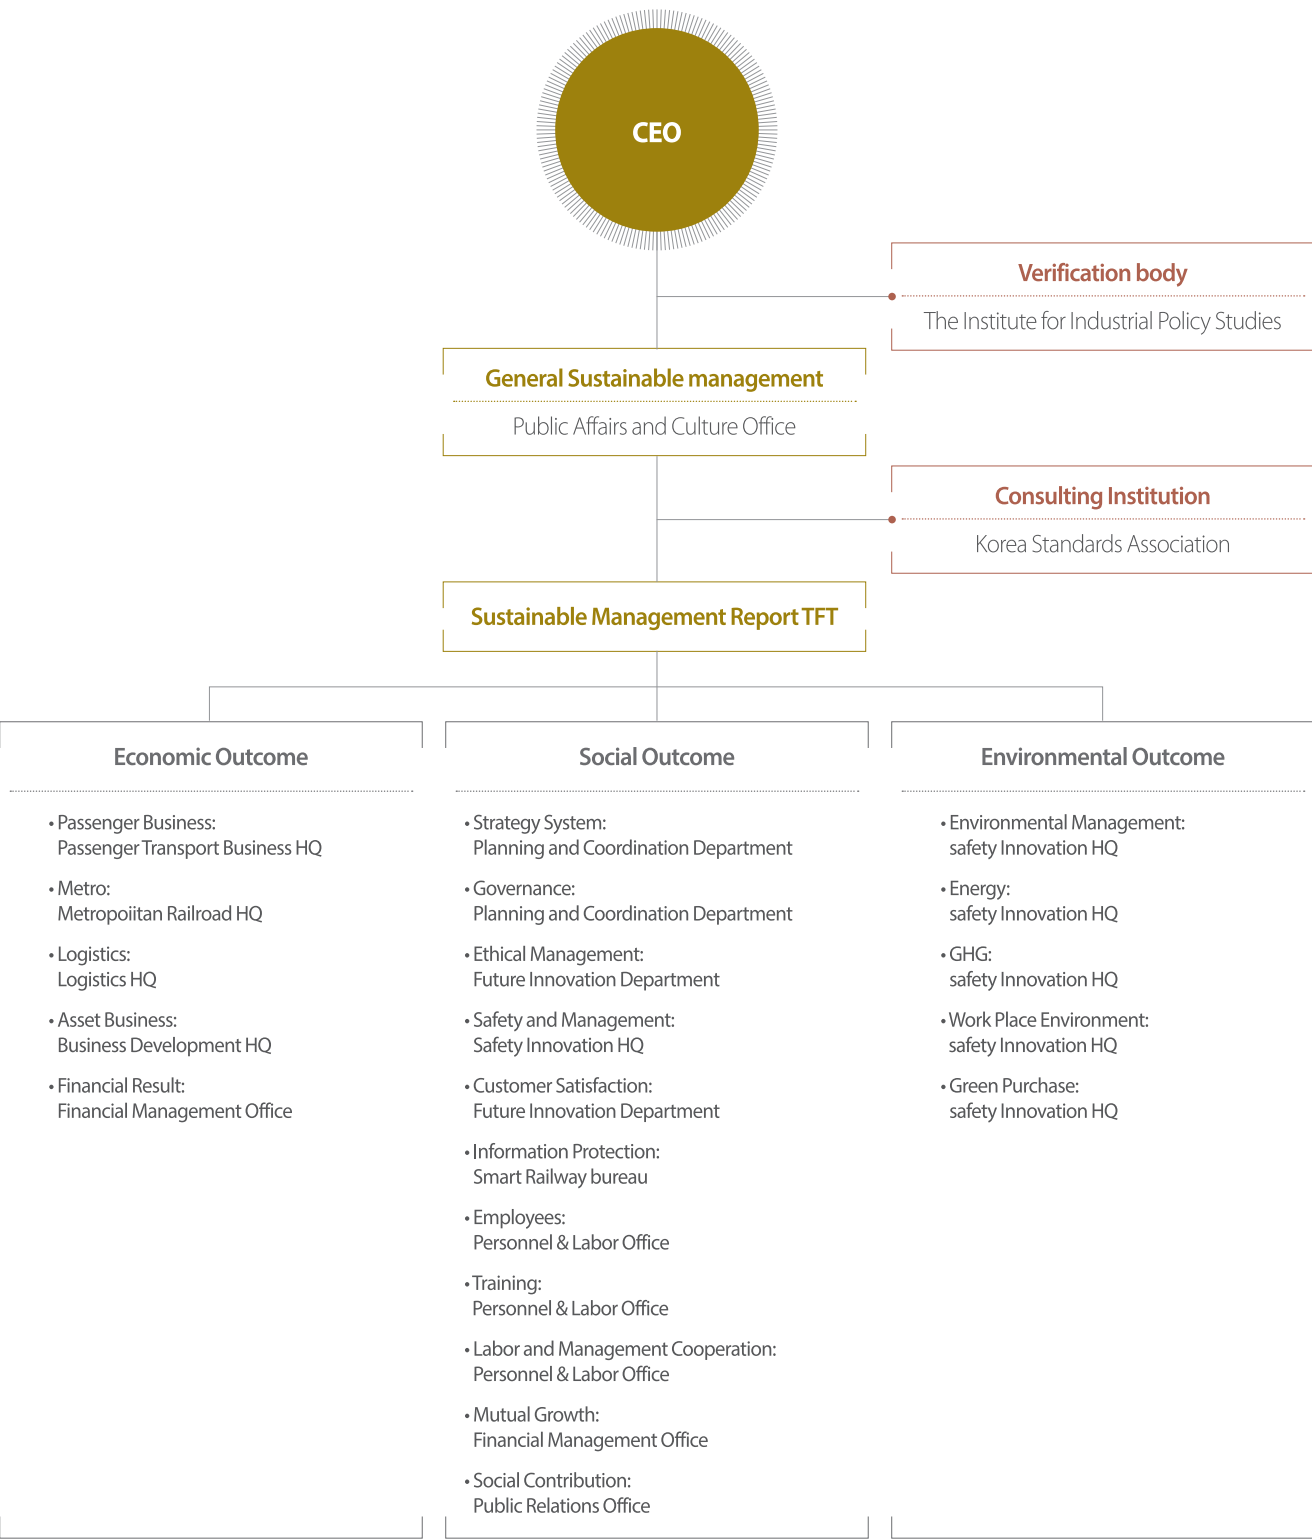 CEO
Verification body
The Institute for Industrial Policy Studies
General Sustainable management
Public Affairs and Culture Office
Consulting Institution
Korea Standards Association
Sustainable Management Report TFT
Economic Outcome
• Passenger Business:
Passenger Transport Business HQ
• Metro:
Metropoiitan Railroad HQ
• Logistics:
Logistics HQ
• Asset Business:
Business Development HQ
• Financial Result:
Financial Management Office
Social Outcome
• Strategy System:
Planning and Coordination Department
• Governance:
Planning and Coordination Department
• Ethical Management:
Future Innovation Department
• Safety and Management:
Safety Innovation HQ
• Customer Satisfaction:
Future Innovation Department
• Information Protection:
Smart Railway bureau
• Employees:
Personnel & Labor Office
• Training:
Personnel & Labor Office
• Labor and Management Cooperation:
Personnel & Labor Office
• Mutual Growth:
Financial Management Office
• Social Contribution:
Public Relations Office
Environmental Outcome
• Environmental Management:
safety Innovation HQ
• Energy:
safety Innovation HQ
• GHG:
safety Innovation HQ
• Work Place Environment:
safety Innovation HQ
• Green Purchase:
safety Innovation HQ